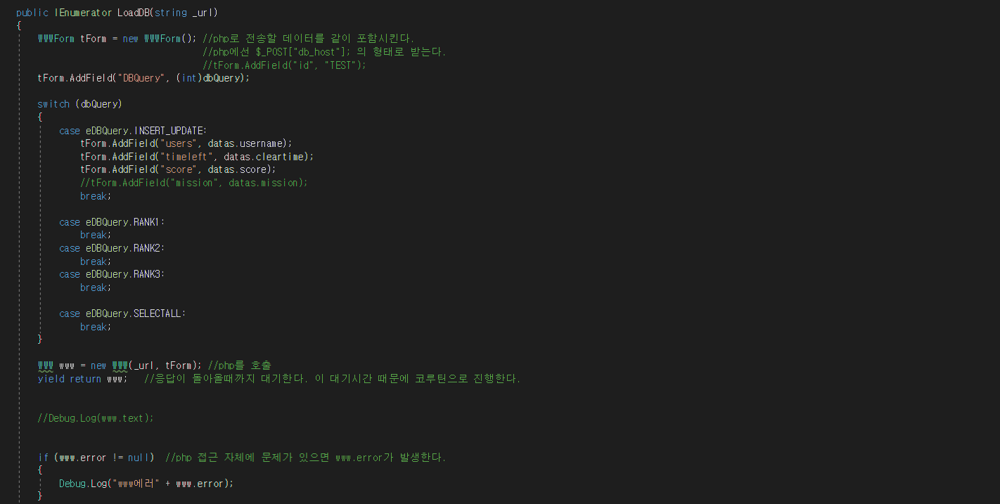 public IEnumerator LoadDB(string _url)
{
WWWForm tForm = new WWWForm(); //php로 전송할 데이터를 같이 포함시킨다.
//php에선 $_POST["db_host"]; 의 형태로 받는다.
//tForm.AddField("id", "TEST");
tForm.AddField("DBQuery", (int)dbQuery);
switch (dbQuery)
{
case eDBQuery.INSERT_UPDATE:
tForm.AddField("users", datas.username);
tForm.AddField("timeleft", datas.cleartime);
tForm.AddField("score", datas.score);
//tForm.AddField("mission", datas.mission);
break;
case eDBQuery.RANK1:
break;
case eDBQuery.RANK2:
break;
case eDBQuery.RANK3:
break;
case eDBQuery.SELECTALL:
break;
}
WWW www = new WWW(_url, tForm); //php를 호출
yield return www; //응답이 돌아올때까지 대기한다. 이 대기시간 때문에 코루틴으로 진행한다.
//Debug.Log(www.text);
if (www.error != null) //php 접근 자체에 문제가 있으면 www.error가 발생한다.
{
Debug.Log("www에러" + www.error);
}